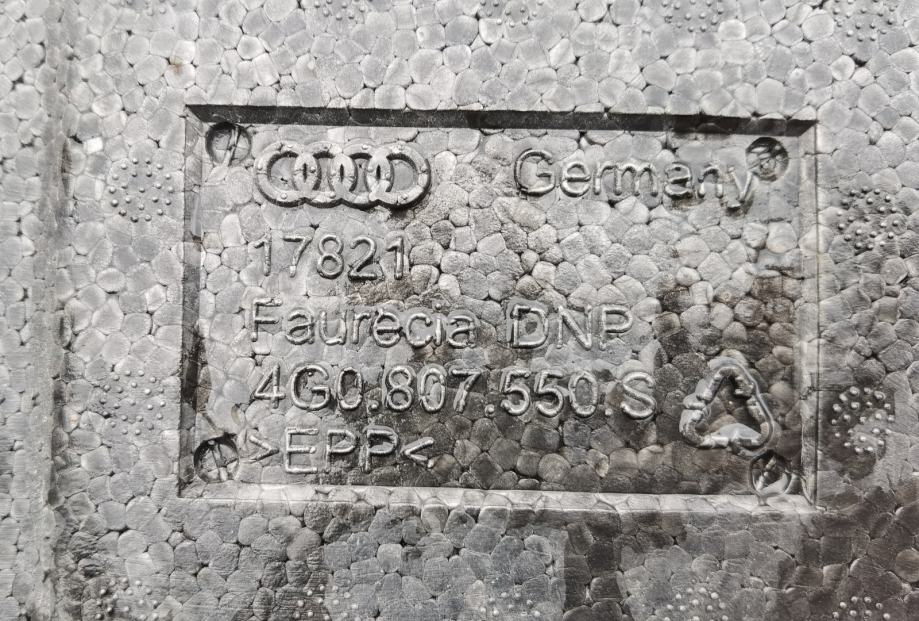 Germany
17821
Faurecia DNP
4G0.807.550.S
>EPP<